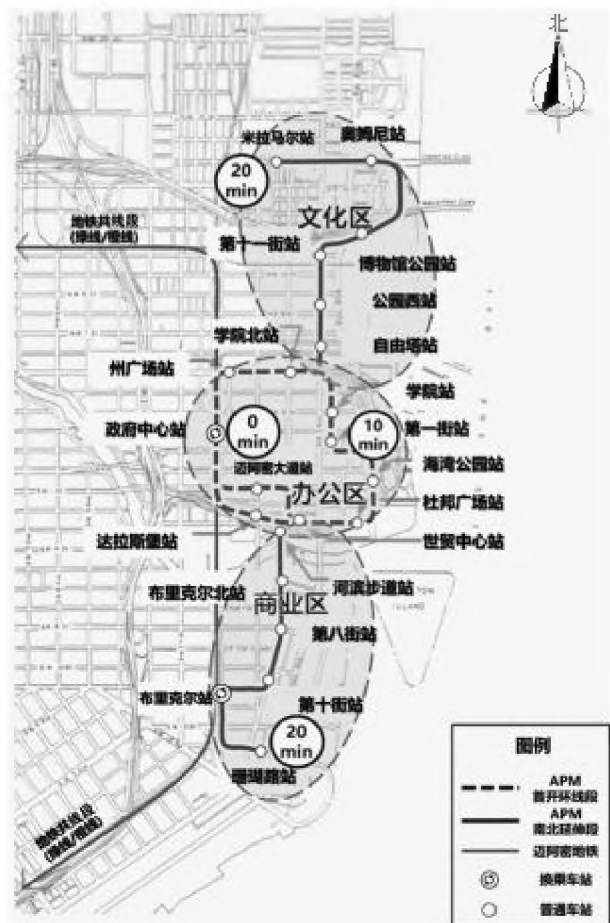 北
米拉马尔站
奥姆尼站
20
min
文化区
地铁共线段
(绿线/橙线)
第十一街站
博物馆公园站
公园西站
学院北站
自由塔站
州广场站
学院站
政府中心站
0
min
10
min
第一街站
迈阿密大道站
海湾公园站
办公区
杜邦广场站
达拉斯堡站
世贸中心站
布里克尔北站
河滨步道站
商业区
第八街站
布里克尔站
第十街站
20
min
珊瑚路站
地铁共线段
(绿线/橙线)
图例
APM
首开环线段
APM
南北延伸段
迈阿密地铁
换乘车站
普通车站